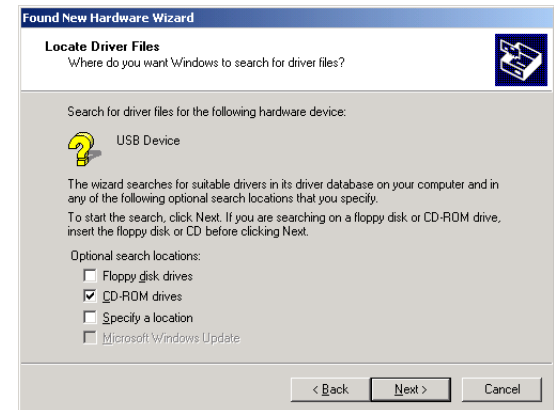 Found New Hardware Wizard
Locate Driver Files
Where do you want Windows to search for driver files?
Search for driver files for the following hardware device:
USB Device
The wizard searches for suitable drivers in its driver database on your computer and in
any of the following optional search locations that you specify.
To start the search, click Next. If you are searching on a floppy disk or CD-ROM drive,
insert the floppy disk or CD before clicking Next.
Optional search locations:
Floppy disk drives
CD-ROM drives
Specify a location
Microsoft Windows Update
< Back Next > Cancel